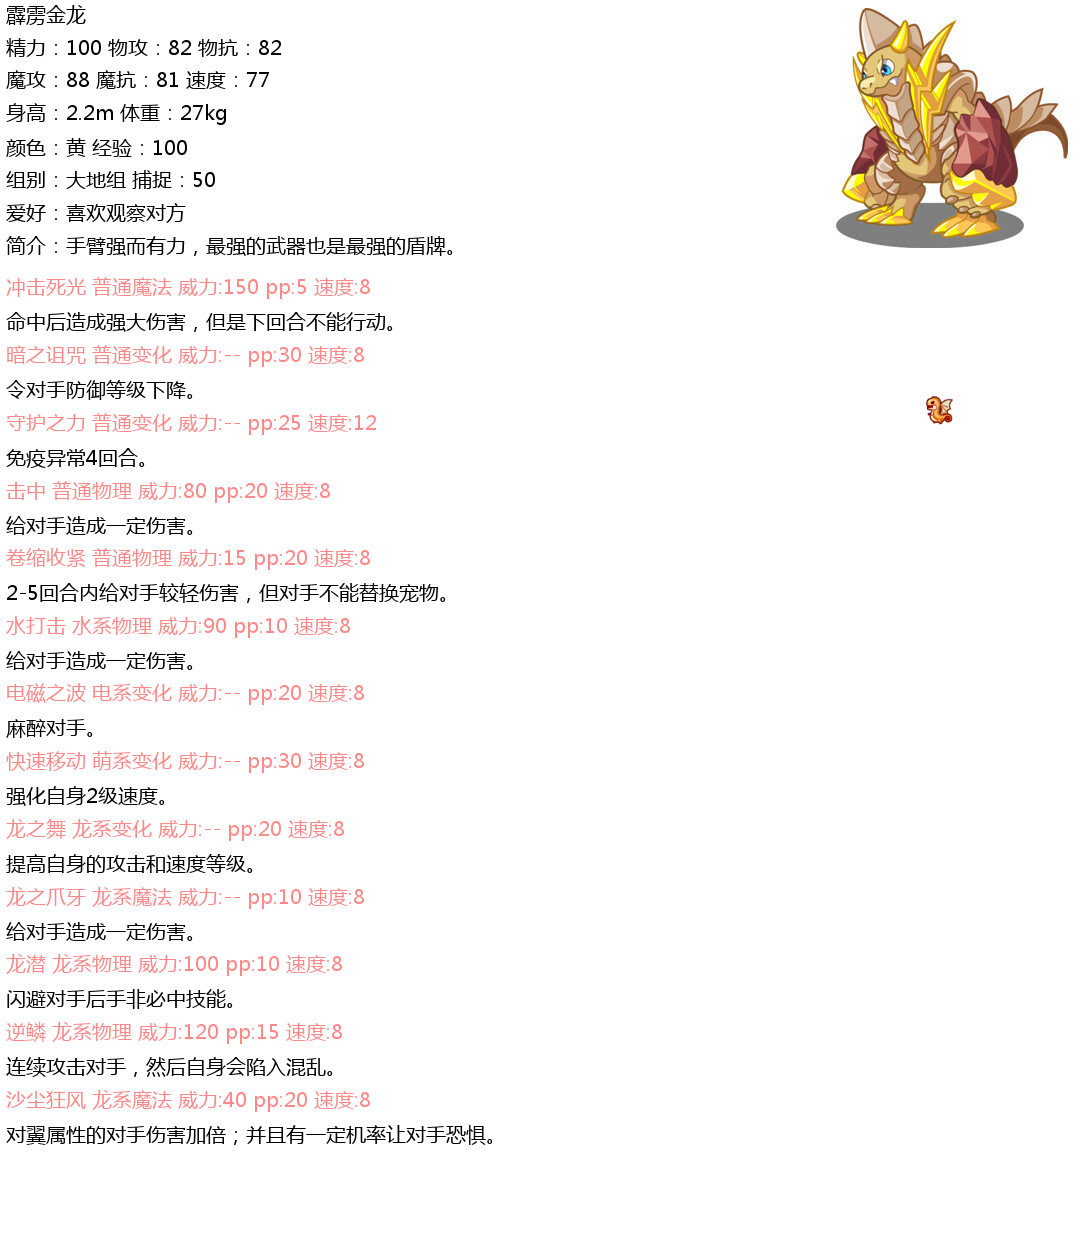 霹雳金龙
精力：100 物攻：82 物抗：82
魔攻：88 魔抗：81 速度：77
身高：2.2m 体重：27kg
颜色：黄 经验：100
组别：大地组 捕捉：50
爱好：喜欢观察对方
简介：手臂强而有力，最强的武器也是最强的盾牌。
冲击死光 普通魔法 威力:150 pp:5 速度:8
命中后造成强大伤害，但是下回合不能行动。
暗之诅咒 普通变化 威力:-- pp:30 速度:8
令对手防御等级下降。
守护之力 普通变化 威力:-- pp:25 速度:12
免疫异常4回合。
击中 普通物理 威力:80 pp:20 速度:8
给对手造成一定伤害。
卷缩收紧 普通物理 威力:15 pp:20 速度:8
2-5回合内给对手较轻伤害，但对手不能替换宠物。
水打击 水系物理 威力:90 pp:10 速度:8
给对手造成一定伤害。
电磁之波 电系变化 威力:-- pp:20 速度:8
麻醉对手。
快速移动 萌系变化 威力:-- pp:30 速度:8
强化自身2级速度。
龙之舞 龙系变化 威力:-- pp:20 速度:8
提高自身的攻击和速度等级。
龙之爪牙 龙系魔法 威力:-- pp:10 速度:8
给对手造成一定伤害。
龙潜 龙系物理 威力:100 pp:10 速度:8
闪避对手后手非必中技能。
逆鳞 龙系物理 威力:120 pp:15 速度:8
连续攻击对手，然后自身会陷入混乱。
沙尘狂风 龙系魔法 威力:40 pp:20 速度:8
对翼属性的对手伤害加倍；并且有一定机率让对手恐惧。